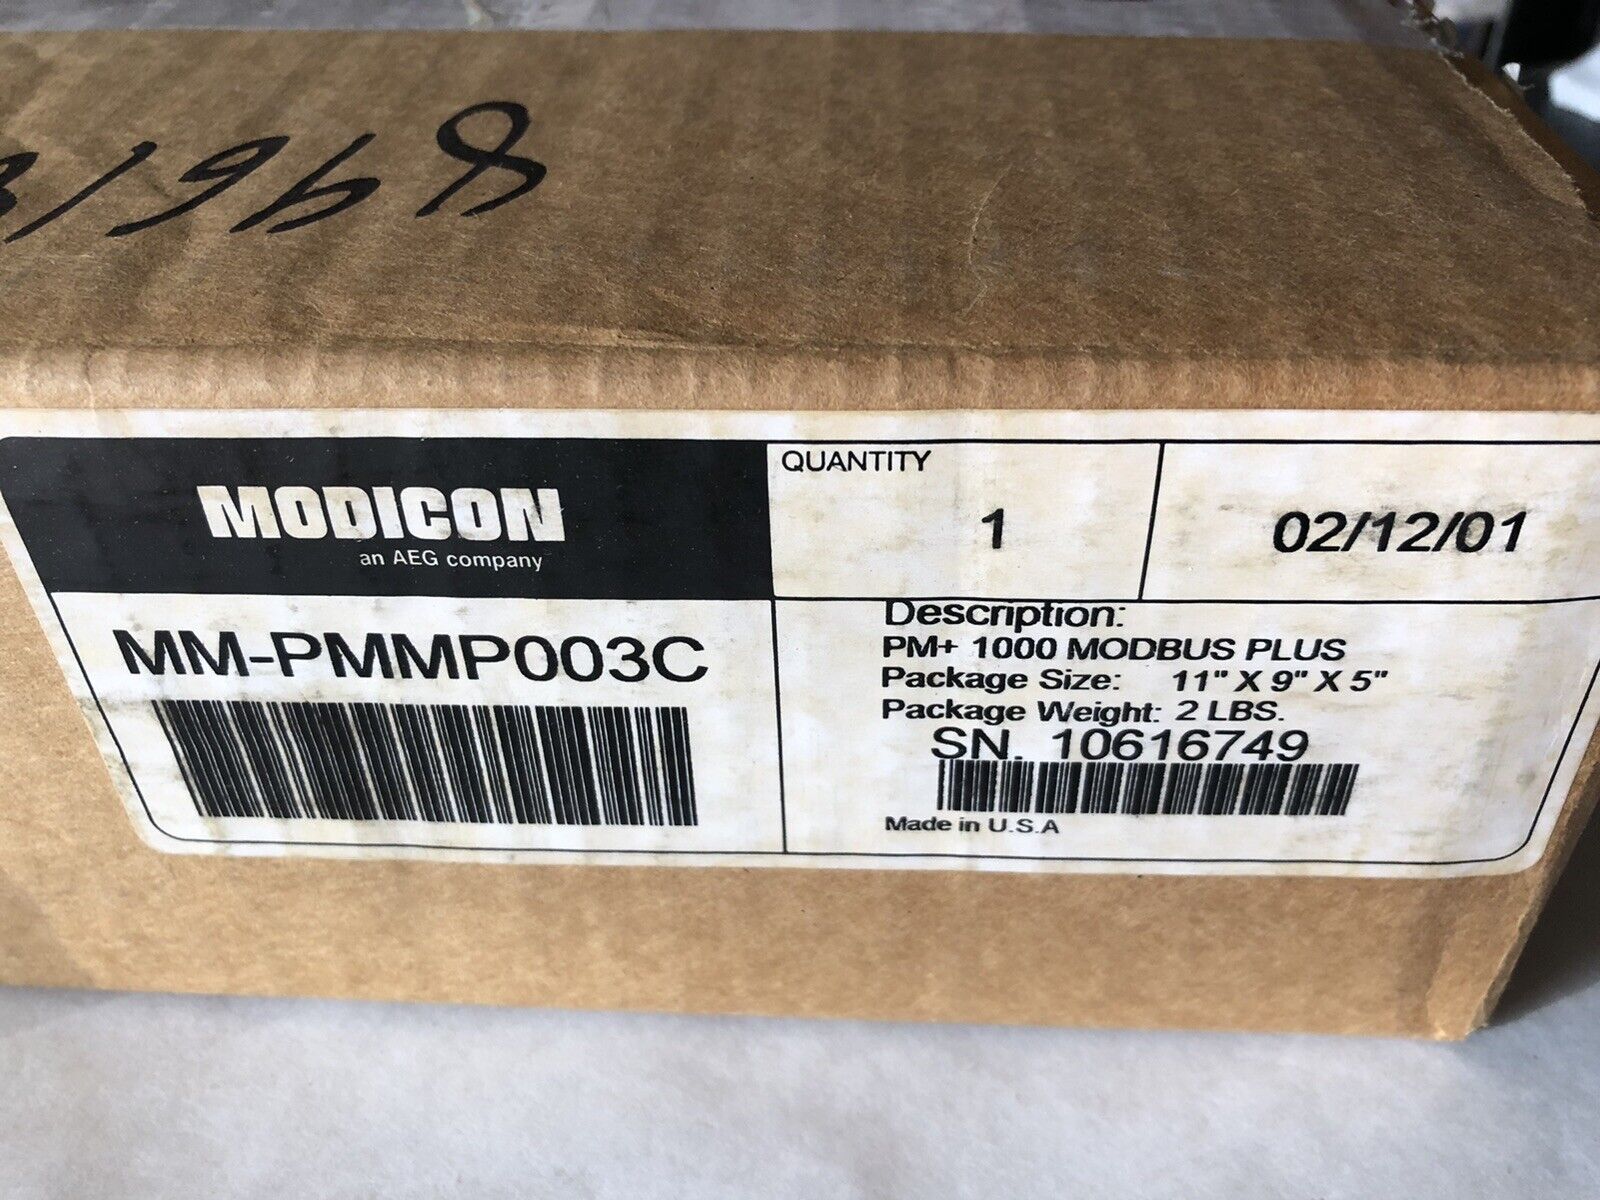 MODICON
an AEG company
QUANTITY
1
02/12/01
MM-PMMP003C
Description:
PM+ 1000 MODBUS PLUS
Package Size: 11" X 9" X 5"
Package Weight: 2 LBS.
SN. 10616749
Made in U.S.A